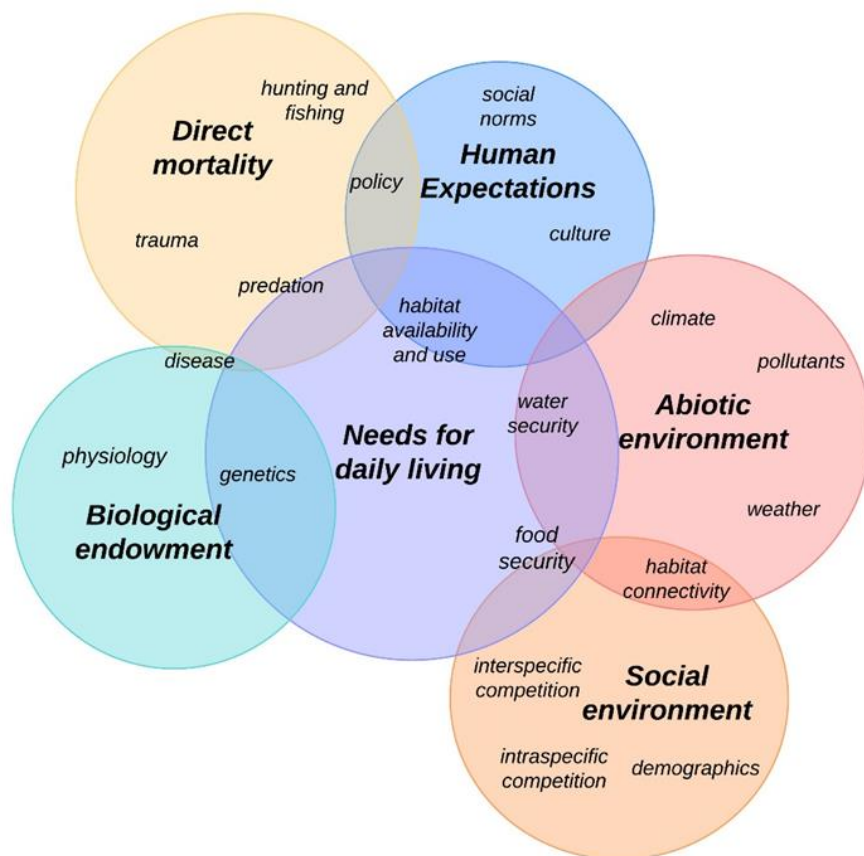 hunting and
fishing
Direct
mortality
trauma
predation
policy
social
norms
Human
Expectations
culture
habitat
availability
and use
climate
pollutants
Abiotic
environment
weather
water
security
Needs for
daily living
disease
physiology
genetics
Biological
endowment
food
security
habitat
connectivity
interspecific
competition
Social
environment
intraspecific
competition
demographics